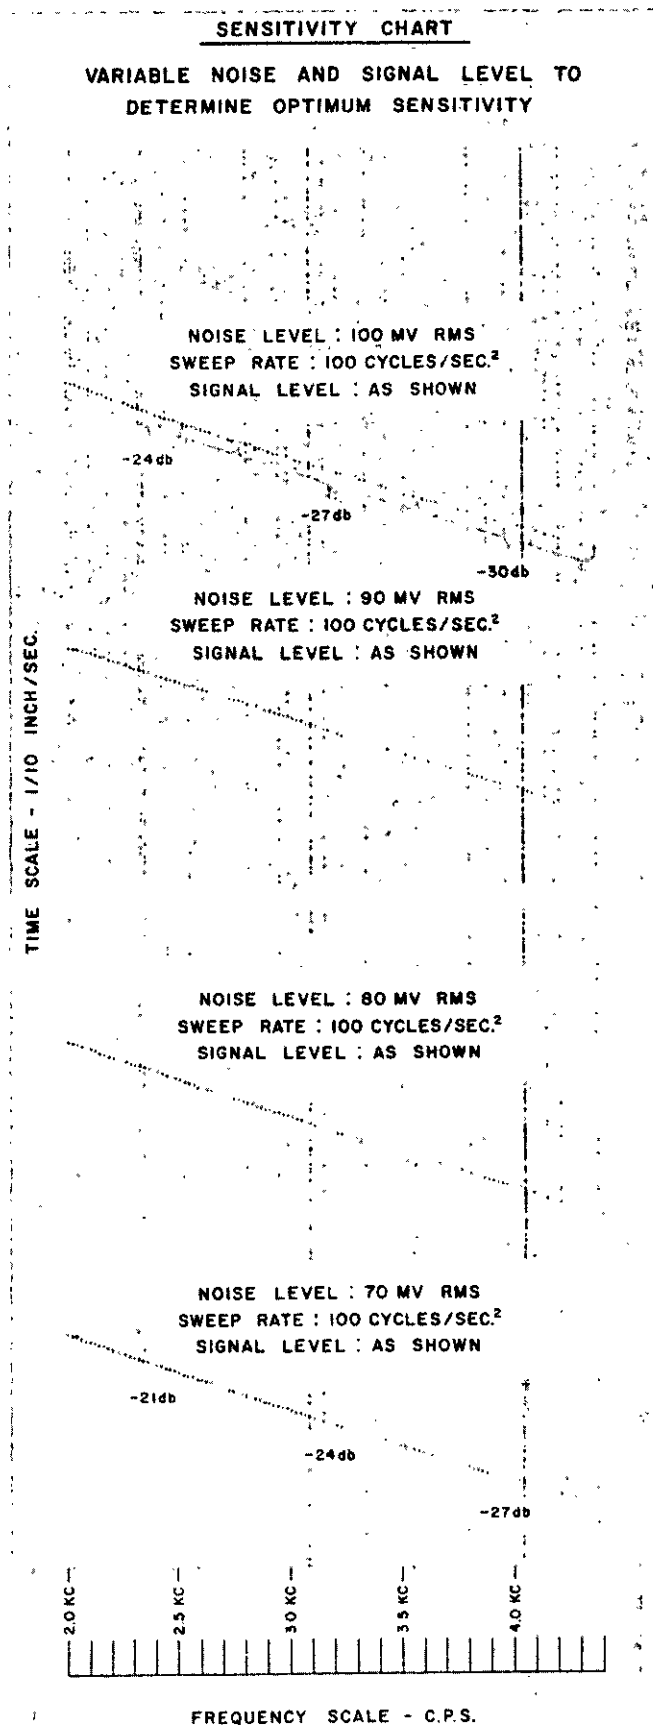 SENSITIVITY CHART
VARIABLE NOISE AND SIGNAL LEVEL TO
DETERMINE OPTIMUM SENSITIVITY
NOISE LEVEL : 100 MV RMS
SWEEP RATE : 100 CYCLES/SEC.²
SIGNAL LEVEL : AS SHOWN
-24db
-27db
-30db
NOISE LEVEL : 90 MV RMS
SWEEP RATE : 100 CYCLES/SEC.²
SIGNAL LEVEL : AS SHOWN
TIME SCALE - 1/10 INCH/SEC.
NOISE LEVEL : 80 MV RMS
SWEEP RATE : 100 CYCLES/SEC.²
SIGNAL LEVEL : AS SHOWN
NOISE LEVEL : 70 MV RMS
SWEEP RATE : 100 CYCLES/SEC.²
SIGNAL LEVEL : AS SHOWN
-21db
-24db
-27db
2.0 KC
2.5 KC
3.0 KC
3.5 KC
4.0 KC
FREQUENCY SCALE - C.P.S.